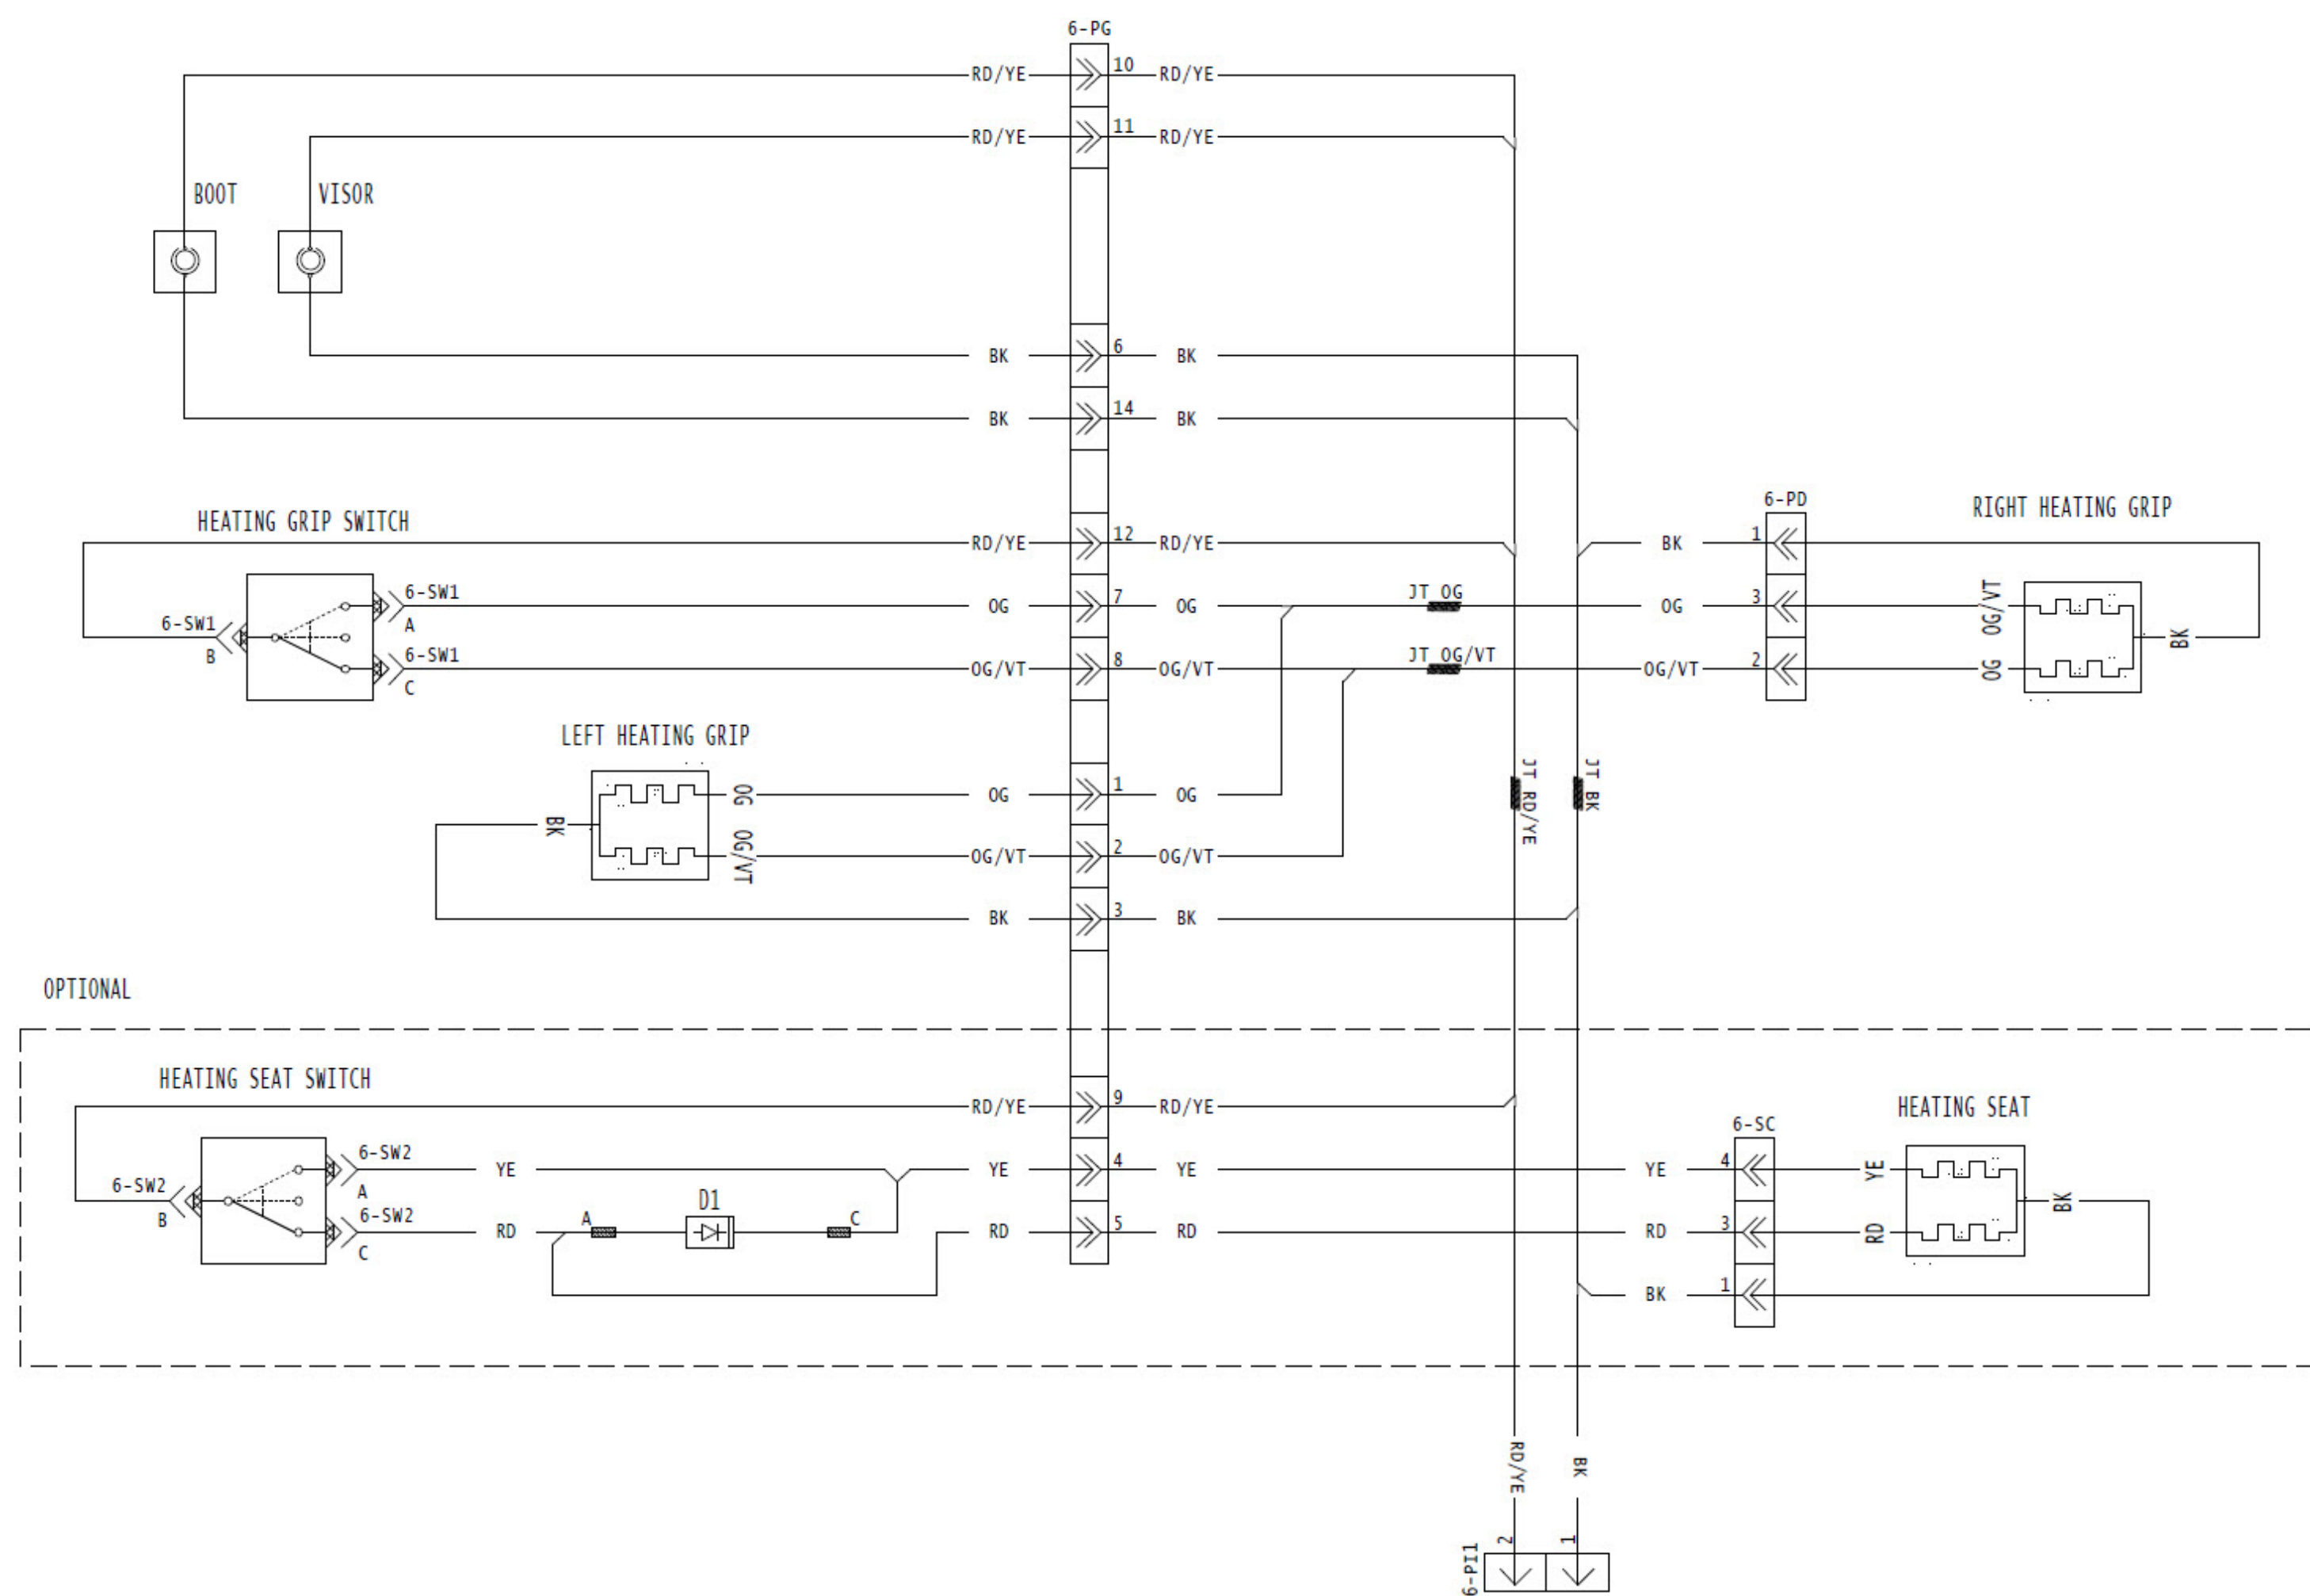 6-PG
RD/YE 10 RD/YE
RD/YE 11 RD/YE
BOOT VISOR
BK 6 BK
BK 14 BK
6-PD
HEATING GRIP SWITCH
RIGHT HEATING GRIP
RD/YE 12 RD/YE BK 1
6-SW1 OG 7 OG JT OG OG 3 OG/VT
A
6-SW1
B
BK
6-SW1 OG/VT 8 OG/VT JT OG/VT OG/VT 2 OG
C
LEFT HEATING GRIP
JT RD/YE
JT BK
OG OG 1 OG
BK
OG/VT OG/VT 2 OG/VT
BK 3 BK
OPTIONAL
HEATING SEAT SWITCH
HEATING SEAT
RD/YE 9 RD/YE
6-SC
6-SW2 YE YE 4 YE YE 4 YE
A
6-SW2
B
D1
BK
6-SW2 RD A C RD 5 RD RD 3 RD
C
BK 1
RD/YE BK
2 1
6-PI1